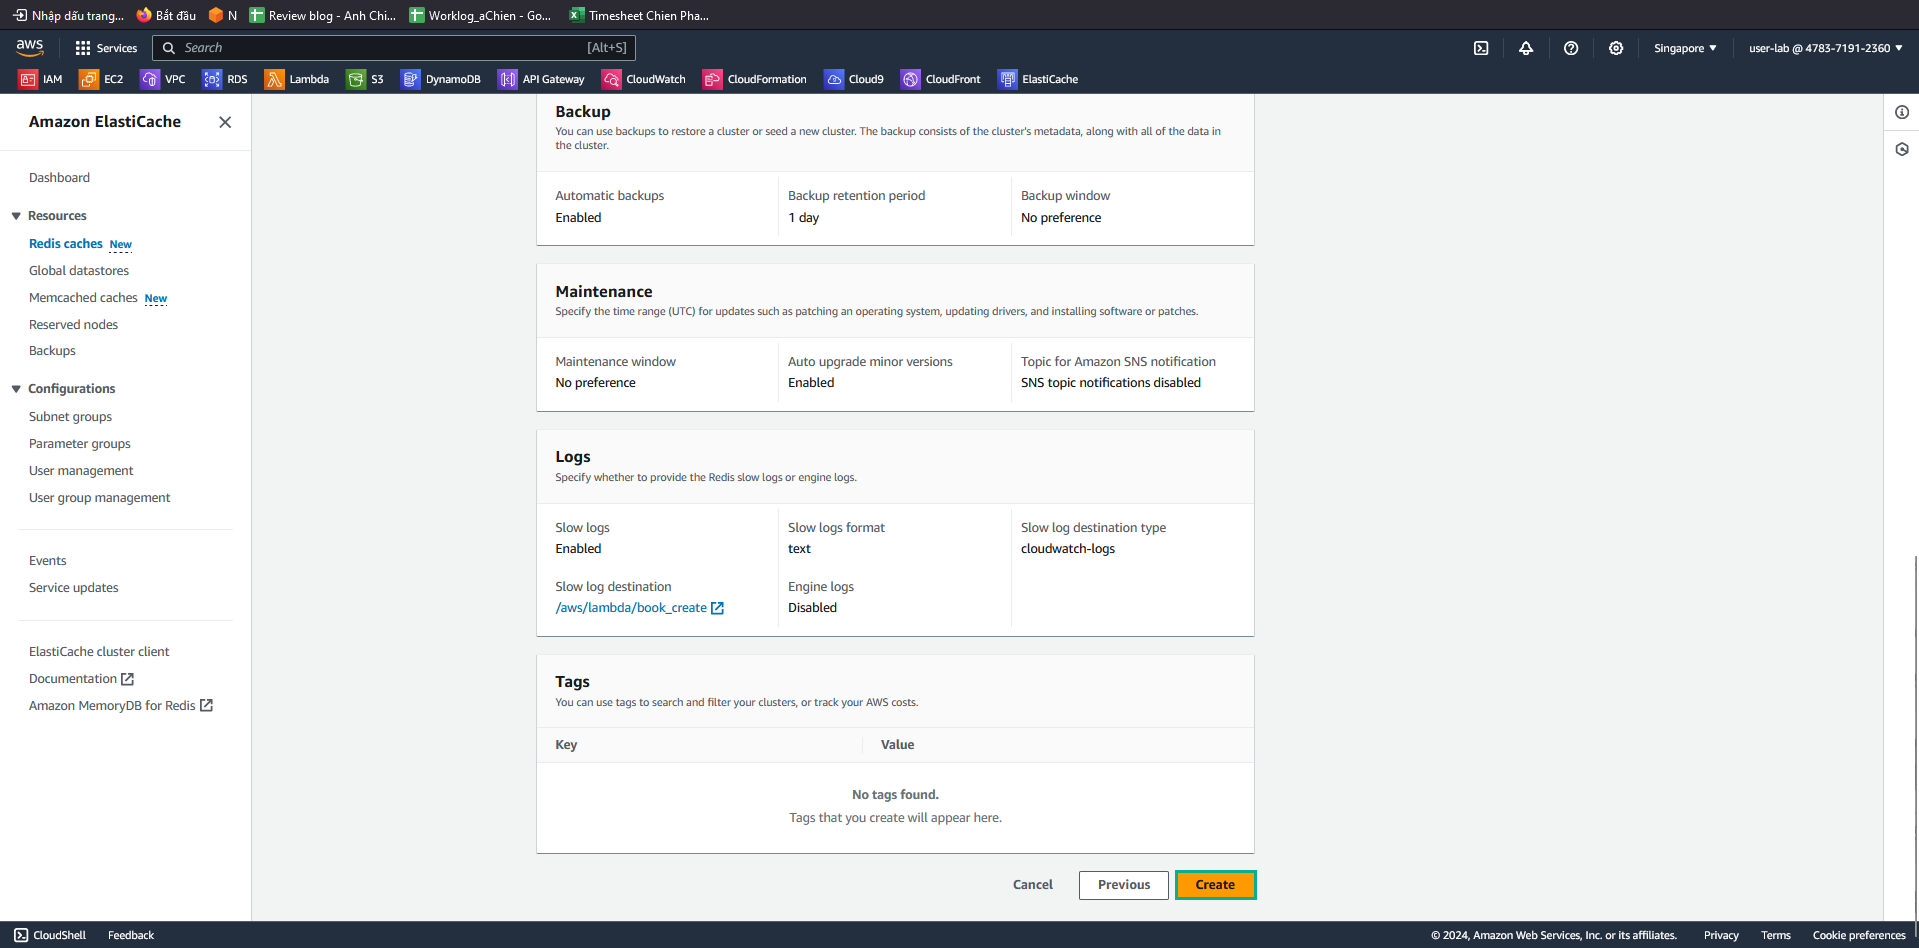 Nhập dấu trang...
Bắt đầu
N
Review blog - Anh Chi...
Worklog_aChien - Go...
Timesheet Chien Pha...
aws
Services
Search
[Alt+S]
Singapore
user-lab @ 4783-7191-2360
IAM
EC2
VPC
RDS
Lambda
S3
DynamoDB
API Gateway
CloudWatch
CloudFormation
Cloud9
CloudFront
ElastiCache
Amazon ElastiCache
Dashboard
Resources
Redis caches New
Global datastores
Memcached caches New
Reserved nodes
Backups
Configurations
Subnet groups
Parameter groups
User management
User group management
Events
Service updates
ElastiCache cluster client
Documentation
Amazon MemoryDB for Redis
Backup
You can use backups to restore a cluster or seed a new cluster. The backup consists of the cluster's metadata, along with all of the data in
the cluster.
Automatic backups
Enabled
Backup retention period
1 day
Backup window
No preference
Maintenance
Specify the time range (UTC) for updates such as patching an operating system, updating drivers, and installing software or patches.
Maintenance window
No preference
Auto upgrade minor versions
Enabled
Topic for Amazon SNS notification
SNS topic notifications disabled
Logs
Specify whether to provide the Redis slow logs or engine logs.
Slow logs
Enabled
Slow logs format
text
Slow log destination type
cloudwatch-logs
Slow log destination
/aws/lambda/book_create
Engine logs
Disabled
Tags
You can use tags to search and filter your clusters, or track your AWS costs.
Key
Value
No tags found.
Tags that you create will appear here.
Cancel
Previous
Create
CloudShell
Feedback
© 2024, Amazon Web Services, Inc. or its affiliates.
Privacy
Terms
Cookie preferences